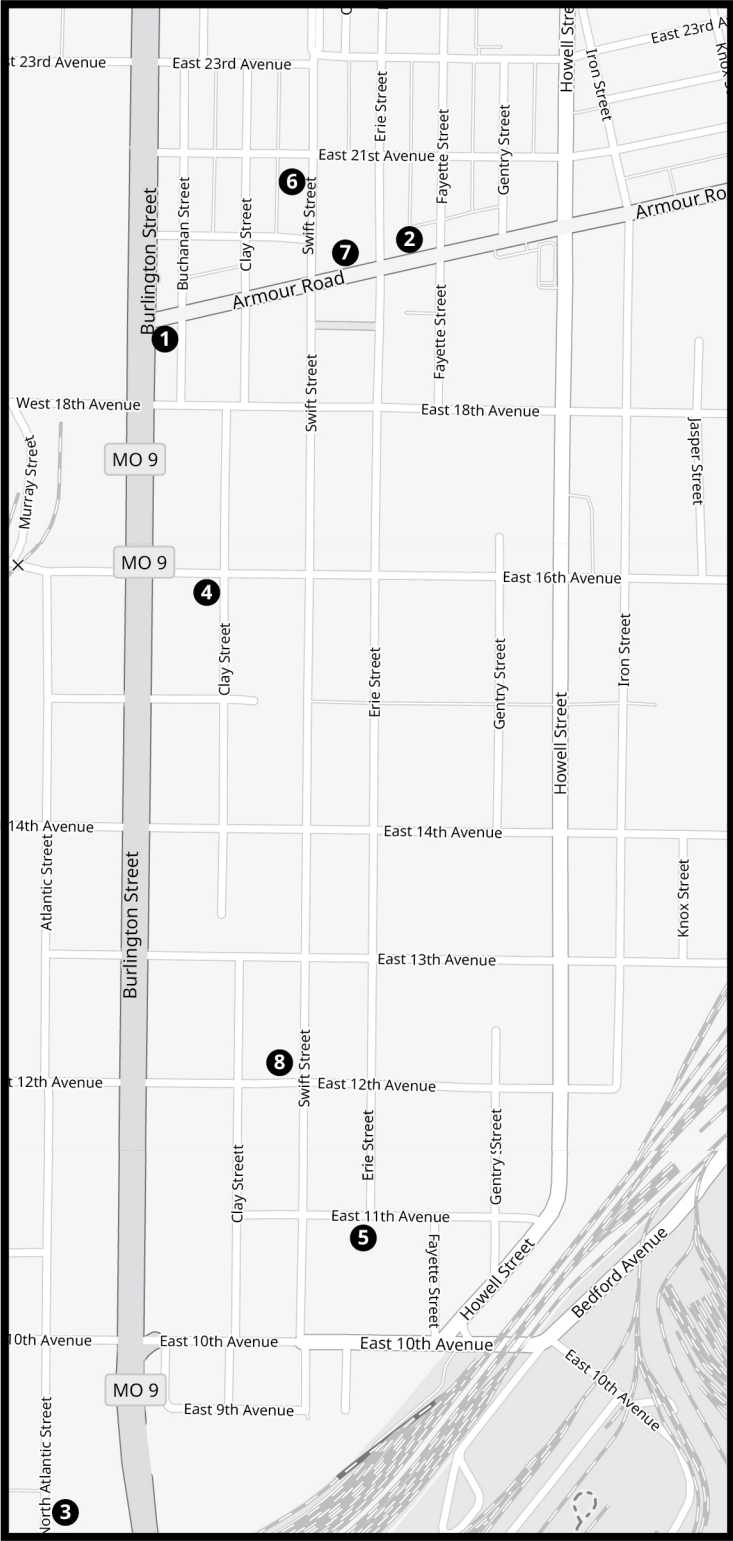 Howell Stre
East 23rd A
Knox S
t 23rd Avenue
East 23rd Avenue
Iron Street
Erie Street
Fayette Street
Gentry Street
East 21st Avenue
6
Swift Street
Buchanan Street
Clay Street
Burlington Street
Armour Ro
2
7
Armour Road
Fayette Street
1
Swift Street
West 18th Avenue
East 18th Avenue
Jasper Street
Murray Street
MO 9
MO 9
East 16th Avenue
4
Clay Street
Erie Street
Gentry Street
Iron Street
Howell Street
14th Avenue
East 14th Avenue
Atlantic Street
Knox Street
Burlington Street
East 13th Avenue
8
Swift Street
t 12th Avenue
East 12th Avenue
Erie Street
Gentry Street
Clay Streett
East 11th Avenue
5
Fayette Street
Howell Street
Bedford Avenue
10th Avenue
East 10th Avenue
East 10th Avenue
East 10th Avenue
MO 9
East 9th Avenue
North Atlantic Street
3